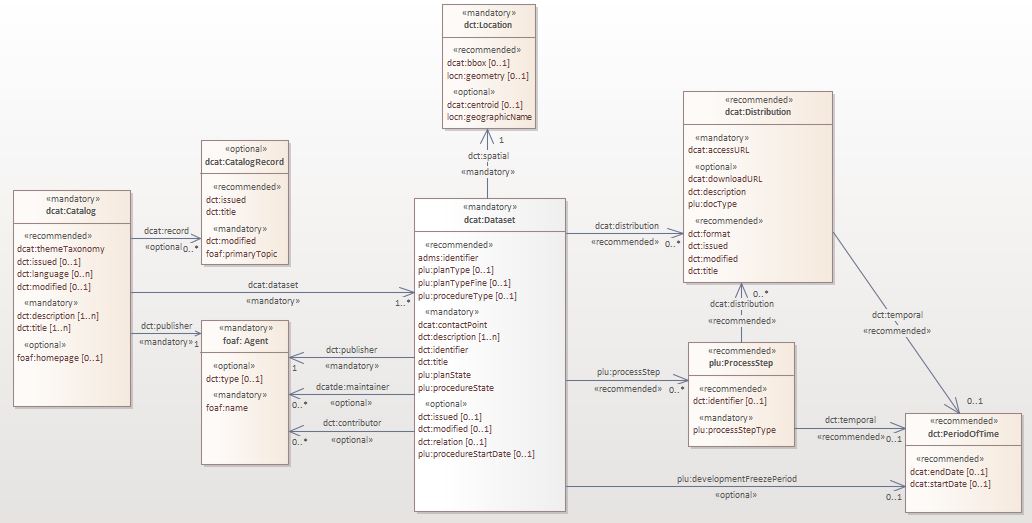 «mandatory»
dct:Location
«recommended»
dcat:bbox [0..1]
locn:geometry [0..1]
«optional»
dcat:centroid [0..1]
locn:geographicName
1
dct:spatial
«mandatory»
«optional»
dcat:CatalogRecord
«recommended»
dct:issued
dct:title
«mandatory»
dct:modified
foaf:primaryTopic
«mandatory»
dcat:Catalog
«recommended»
dcat:themeTaxonomy
dct:issued [0..1]
dct:language [0..n]
dct:modified [0..1]
«mandatory»
dct:description [1..n]
dct:title [1..n]
«optional»
foaf:homepage [0..1]
dcat:record
«optional»
0..*
dct:dataset
«mandatory»
1..*
dct:publisher
«mandatory»
1
«mandatory»
foaf: Agent
«optional»
dct:type [0..1]
«mandatory»
foaf:name
dct:publisher
1
«mandatory»
dcatde:maintainer
0..*
«optional»
dct:contributor
0..*
«optional»
«mandatory»
dcat:Dataset
«recommended»
adms:identifier
plu:planType [0..1]
plu:planTypeFine [0..1]
plu:procedureType [0..1]
«mandatory»
dcat:contactPoint
dct:description [1..n]
dct:identifier
dct:title
plu:planState
plu:procedureState
«optional»
dct:issued [0..1]
dct:modified [0..1]
dct:relation [0..1]
plu:procedureStartDate [0..1]
dcat:distribution
«recommended»
0..*
«recommended»
dcat:Distribution
«mandatory»
dcat:accessURL
«optional»
dcat:downloadURL
dct:description
plu:docType
«recommended»
dct:format
dct:issued
dct:modified
dct:title
0..*
dcat:distribution
«recommended»
plu:processStep
«recommended»
0..*
«recommended»
plu:ProcessStep
«recommended»
dct:identifier [0..1]
«mandatory»
plu:processStepType
dct:temporal
«recommended»
0..1
dct:temporal
«recommended»
0..1
plu:developmentFreezePeriod
«optional»
0..1
«recommended»
dct:PeriodOfTime
«recommended»
dcat:endDate [0..1]
dcat:startDate [0..1]